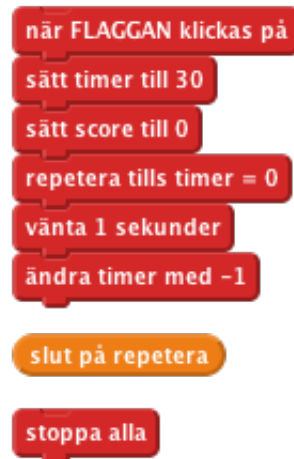 när FLAGGAN klickas på
sätt timer till 30
sätt score till 0
repetera tills timer = 0
vänta 1 sekunder
ändra timer med -1
slut på repetera
stoppa alla